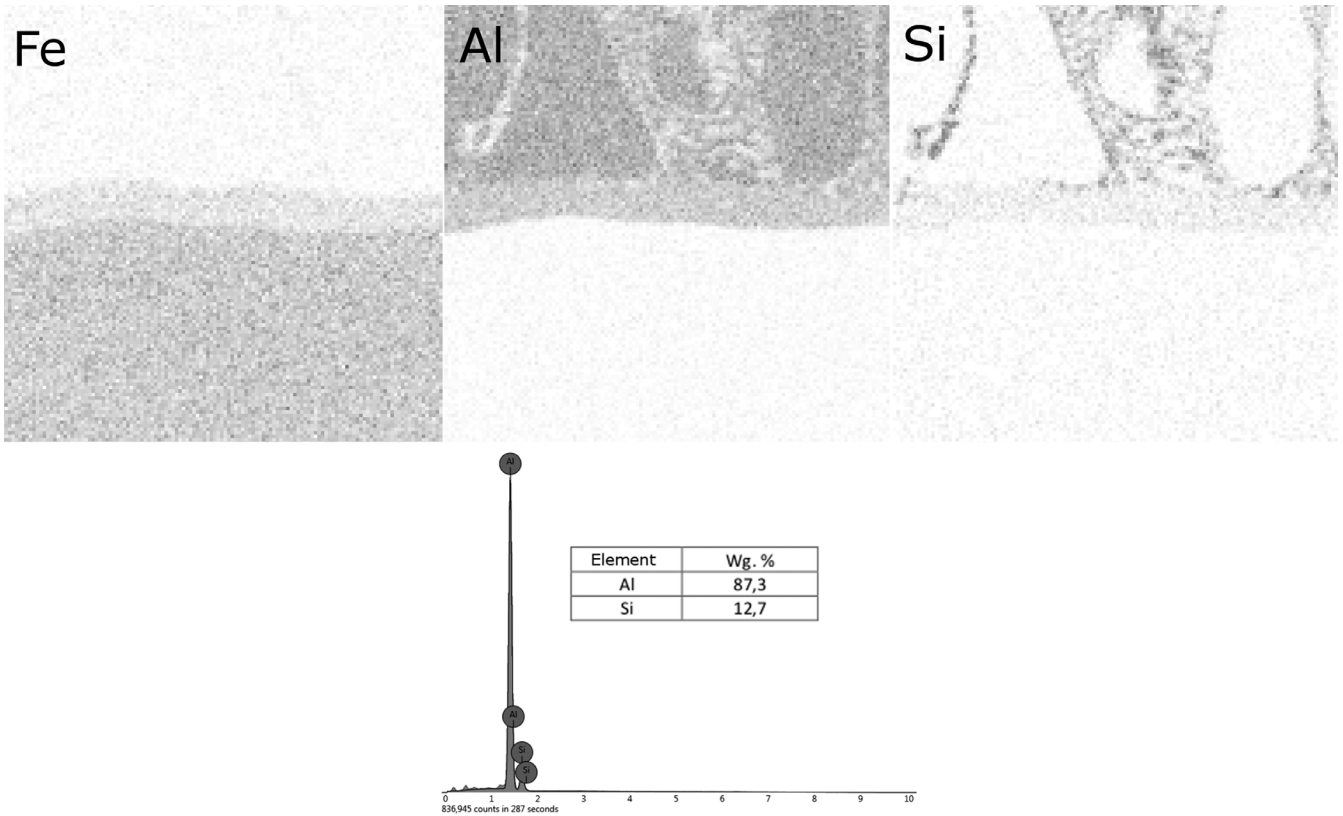 Fe Al Si
Al
Element Wg. %
Al 87,3
Si 12,7
Al
Si
Si
0 1 2 3 4 5 6 7 8 9 10
836,945 counts in 287 seconds